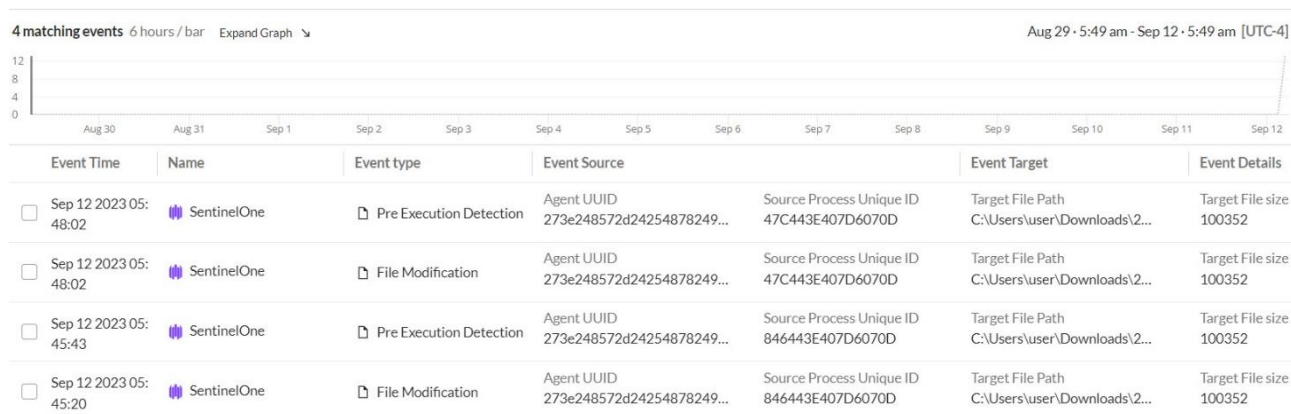 4 matching events 6 hours / bar Expand Graph ↘ Aug 29 · 5:49 am - Sep 12 · 5:49 am [UTC-4]
12
8
4
0
Aug 30 Aug 31 Sep 1 Sep 2 Sep 3 Sep 4 Sep 5 Sep 6 Sep 7 Sep 8 Sep 9 Sep 10 Sep 11 Sep 12
Event Time Name Event type Event Source Event Target Event Details
Sep 12 2023 05: SentinelOne Pre Execution Detection Agent UUID Source Process Unique ID Target File Path Target File size
48:02 273e248572d24254878249... 47C443E407D6070D C:\Users\user\Downloads\2... 100352
Sep 12 2023 05: SentinelOne File Modification Agent UUID Source Process Unique ID Target File Path Target File size
48:02 273e248572d24254878249... 47C443E407D6070D C:\Users\user\Downloads\2... 100352
Sep 12 2023 05: SentinelOne Pre Execution Detection Agent UUID Source Process Unique ID Target File Path Target File size
45:43 273e248572d24254878249... 846443E407D6070D C:\Users\user\Downloads\2... 100352
Sep 12 2023 05: SentinelOne File Modification Agent UUID Source Process Unique ID Target File Path Target File size
45:20 273e248572d24254878249... 846443E407D6070D C:\Users\user\Downloads\2... 100352